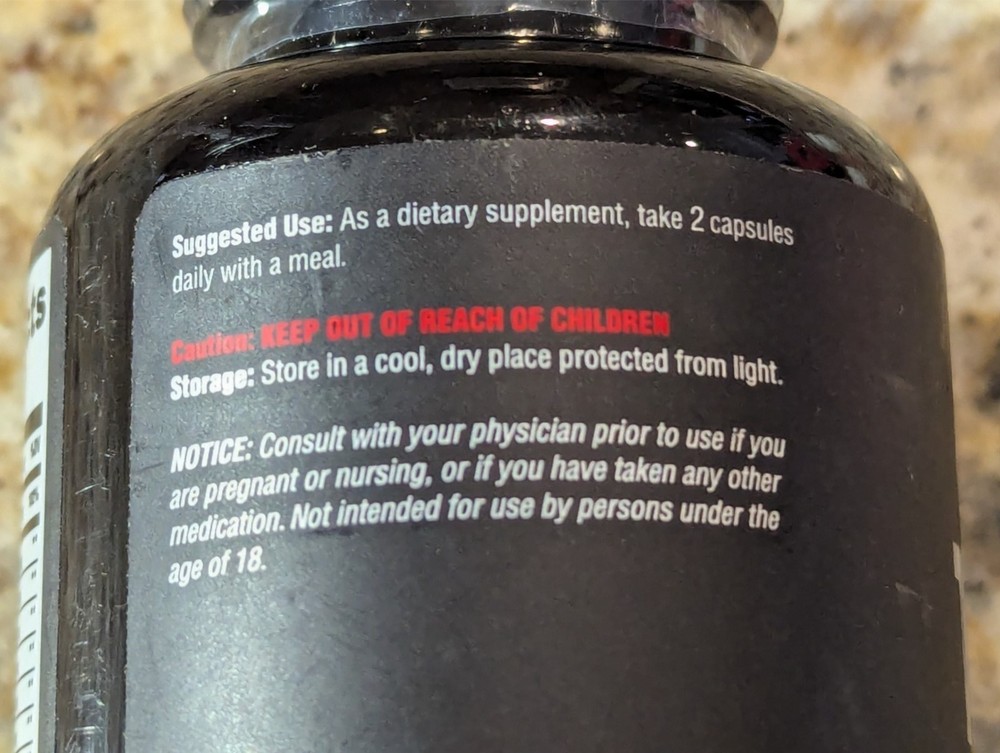 Suggested Use: As a dietary supplement, take 2 capsules
daily with a meal.
Caution: KEEP OUT OF REACH OF CHILDREN
Storage: Store in a cool, dry place protected from light.
NOTICE: Consult with your physician prior to use if you
are pregnant or nursing, or if you have taken any other
medication. Not intended for use by persons under the
age of 18.